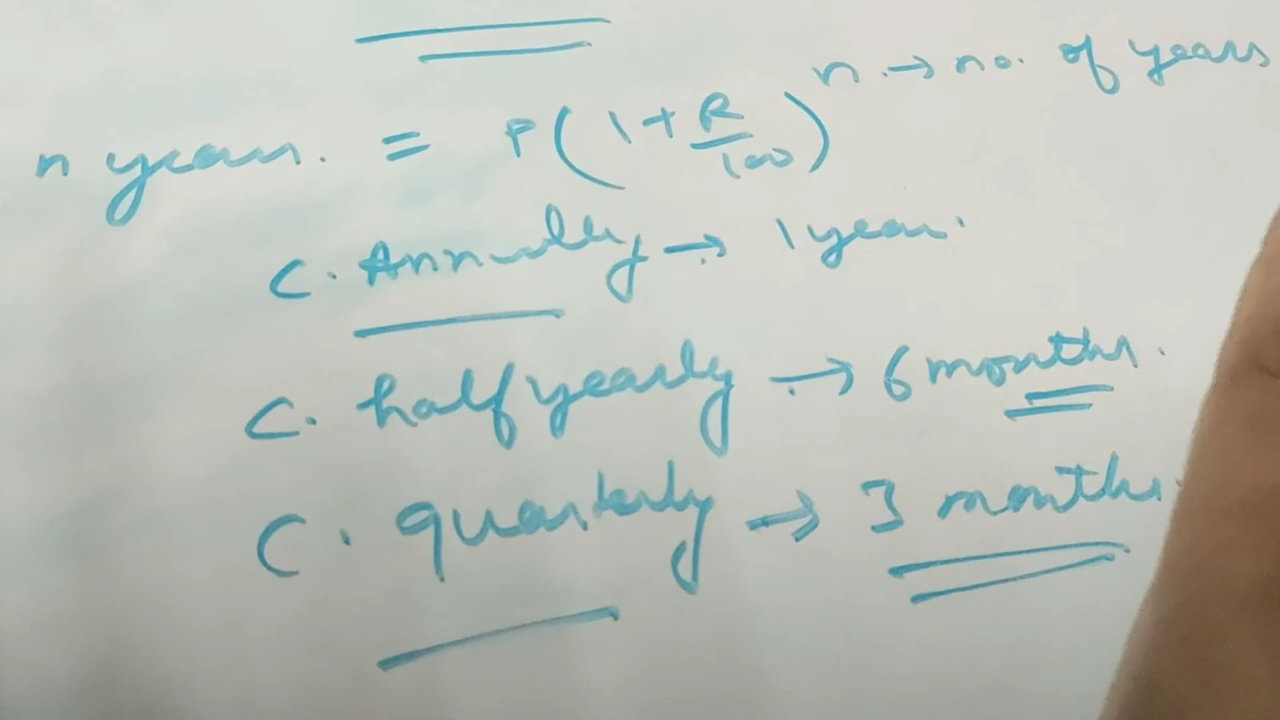 n years. = P(1+R/100)^n → no. of years
C. Annually → 1 year.
C. half yearly → 6 months.
C. quarterly → 3 months.